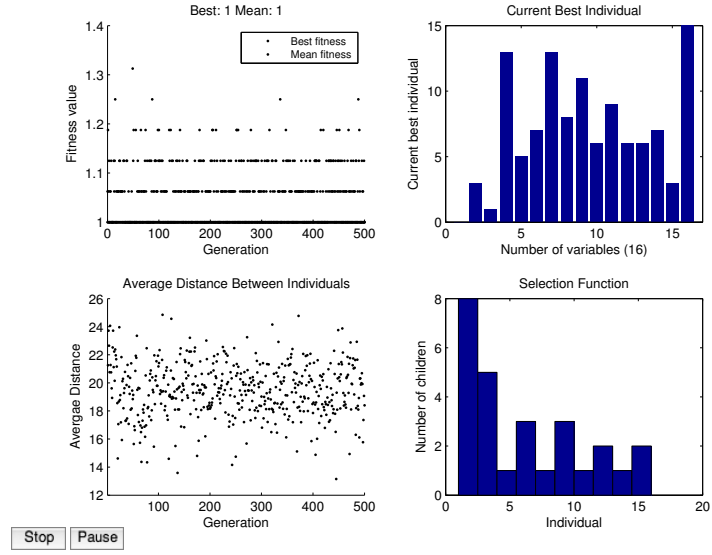 Best: 1 Mean: 1
1.4
1.3
1.2
1.1
1
Fitness value
Best fitness
Mean fitness
0
100
200
300
400
500
Generation
Current Best Individual
15
10
5
0
Current best individual
0
5
10
15
Number of variables (16)
Average Distance Between Individuals
26
24
22
20
18
16
14
12
Avergae Distance
100
200
300
400
500
Generation
Selection Function
8
6
4
2
0
Number of children
0
5
10
15
20
Individual
Stop
Pause